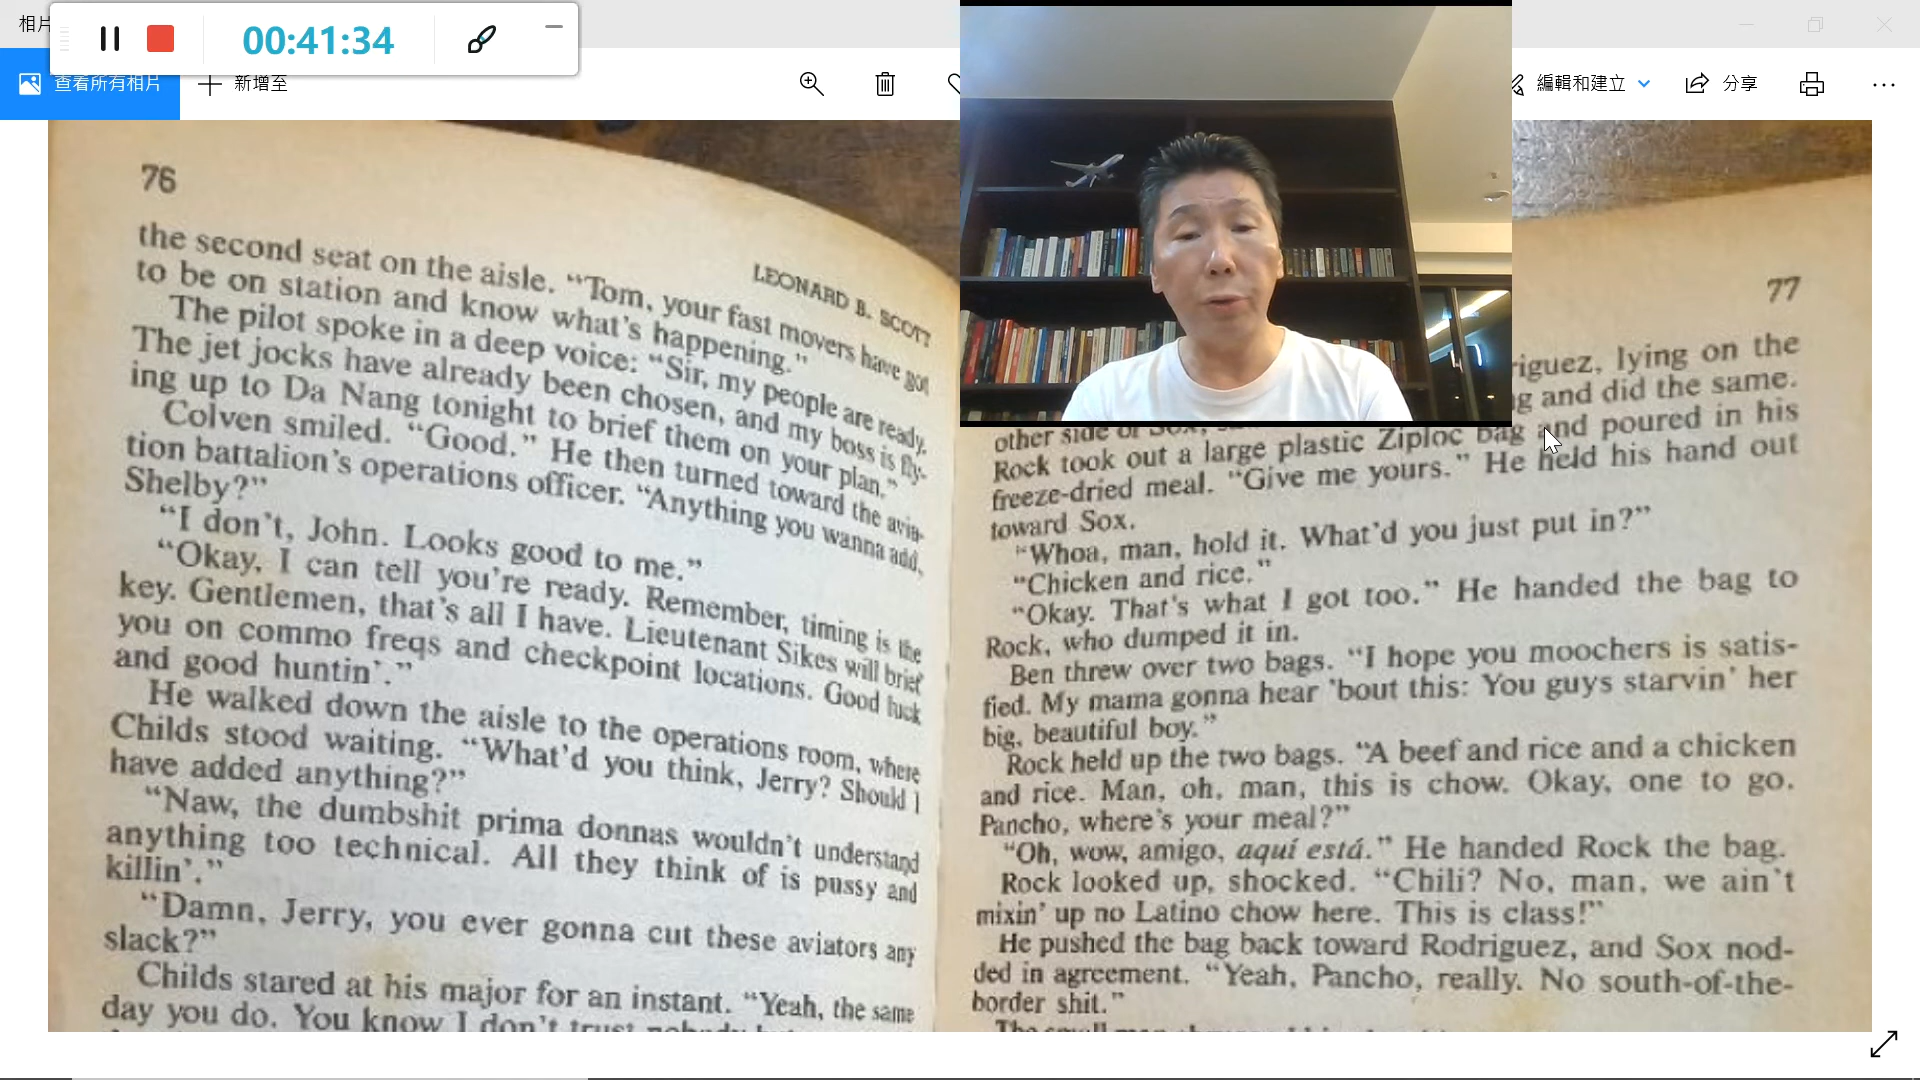 相片
00:41:34
查看所有相片
新增至
編輯和建立
分享
76
LEONARD B. SCOTT
the second seat on the aisle. “Tom, your fast movers have got
to be on station and know what's happening.”
The pilot spoke in a deep voice: “Sir, my people are ready.
The jet jocks have already been chosen, and my boss is fly-
ing up to Da Nang tonight to brief them on your plan.”
Colven smiled. “Good.” He then turned toward the avia-
tion battalion's operations officer. “Anything you wanna add,
Shelby?”
“I don't, John. Looks good to me.”
“Okay, I can tell you're ready. Remember, timing is the
key. Gentlemen, that's all I have. Lieutenant Sikes will brief
you on commo freqs and checkpoint locations. Good luck
and good huntin'.”
He walked down the aisle to the operations room, where
Childs stood waiting. “What'd you think, Jerry? Should I
have added anything?”
“Naw, the dumbshit prima donnas wouldn't understand
anything too technical. All they think of is pussy and
killin'.”
“Damn, Jerry, you ever gonna cut these aviators any
slack?”
Childs stared at his major for an instant. “Yeah, the same
day you do. You know I don't trust nobody
77
riguez, lying on the
and did the same.
other side of Sox,
Rock took out a large plastic Ziploc bag and poured in his
freeze-dried meal. “Give me yours.” He held his hand out
toward Sox.
“Whoa, man, hold it. What'd you just put in?”
“Chicken and rice.”
“Okay. That's what I got too.” He handed the bag to
Rock, who dumped it in.
Ben threw over two bags. “I hope you moochers is satis-
fied. My mama gonna hear 'bout this: You guys starvin' her
big, beautiful boy.”
Rock held up the two bags. “A beef and rice and a chicken
and rice. Man, oh, man, this is chow. Okay, one to go.
Pancho, where's your meal?”
“Oh, wow, amigo, aquí está.” He handed Rock the bag.
Rock looked up, shocked. “Chili? No, man, we ain't
mixin' up no Latino chow here. This is class!”
He pushed the bag back toward Rodriguez, and Sox nod-
ded in agreement. “Yeah, Pancho, really. No south-of-the-
border shit.”
The small man